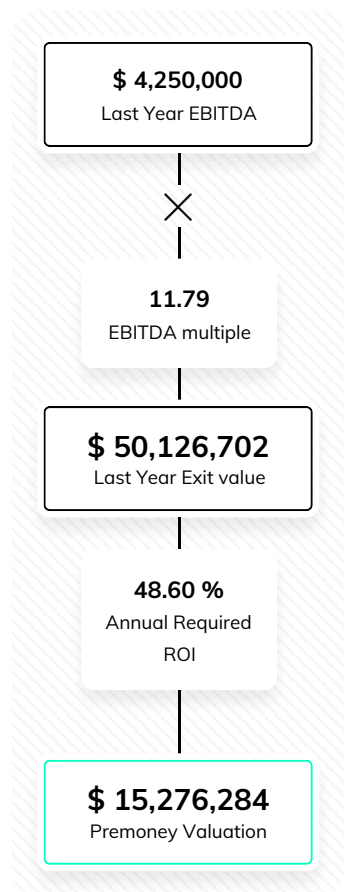 $ 4,250,000
Last Year EBITDA
11.79
EBITDA multiple
$ 50,126,702
Last Year Exit value
48.60 %
Annual Required
ROI
$ 15,276,284
Premoney Valuation